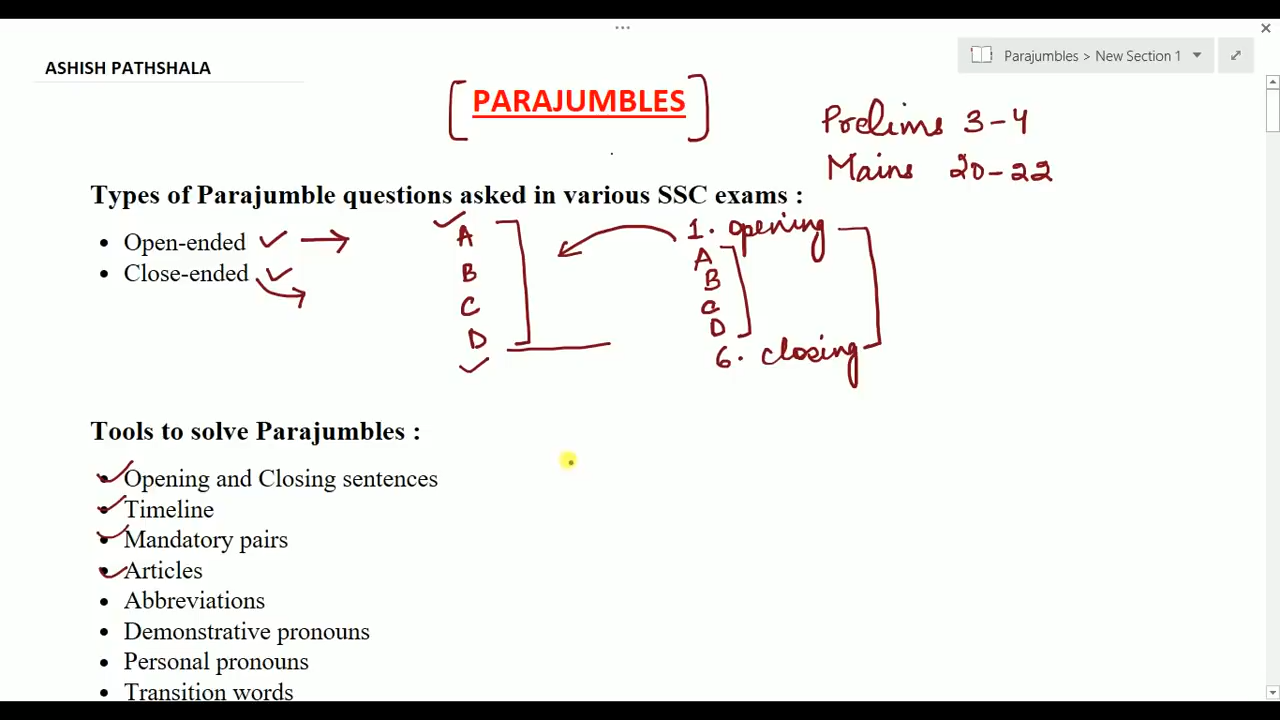 ASHISH PATHSHALA
Parajumbles > New Section 1
PARAJUMBLES
Prelims 3-4
Mains 20-22
Types of Parajumble questions asked in various SSC exams :
• Open-ended
• Close-ended
A
B
C
D
1. opening
A
B
C
D
6. closing
Tools to solve Parajumbles :
• Opening and Closing sentences
• Timeline
• Mandatory pairs
• Articles
• Abbreviations
• Demonstrative pronouns
• Personal pronouns
• Transition words